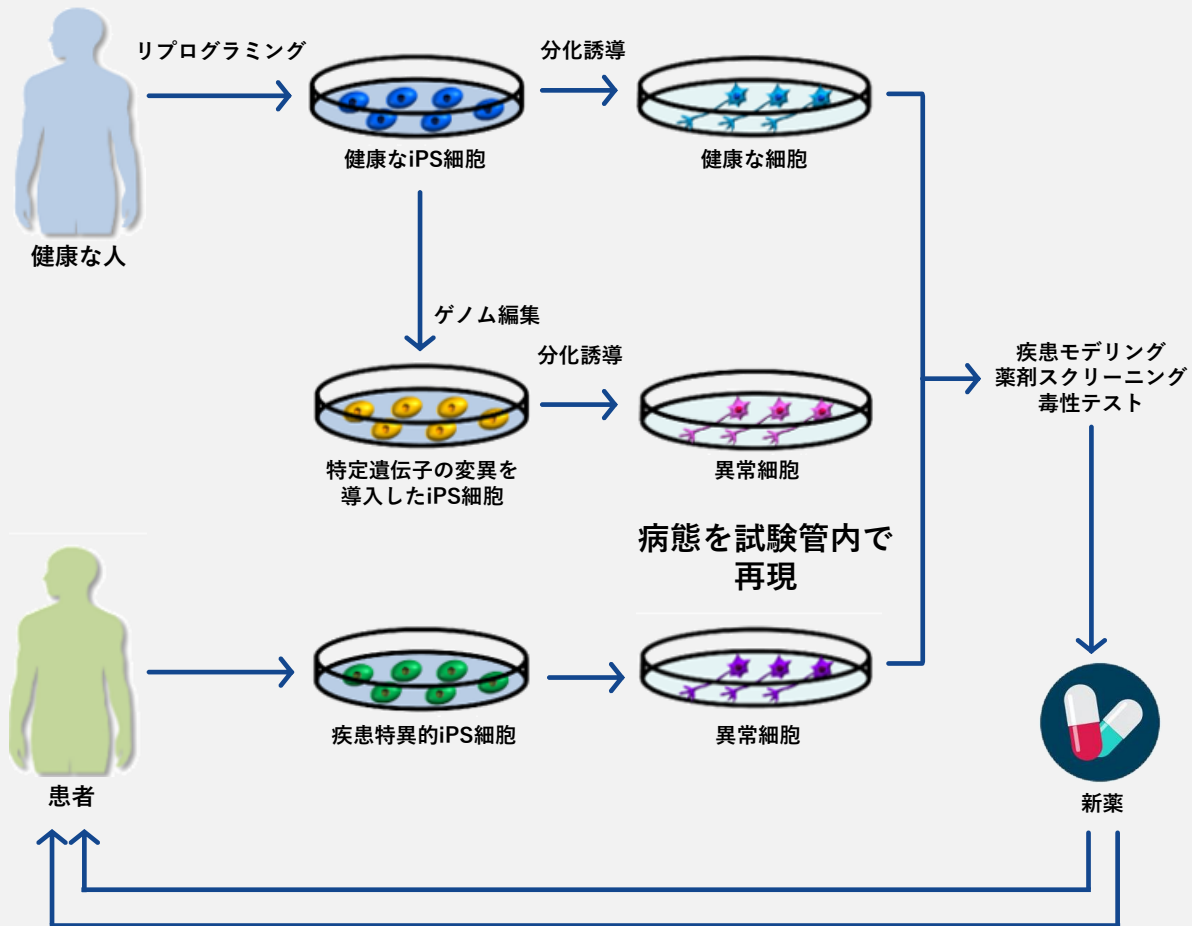 リプログラミング
分化誘導
健康なiPS細胞
健康な細胞
健康な人
ゲノム編集
分化誘導
疾患モデリング
薬剤スクリーニング
毒性テスト
特定遺伝子の変異を
導入したiPS細胞
異常細胞
病態を試験管内で
再現
疾患特異的iPS細胞
異常細胞
患者
新薬